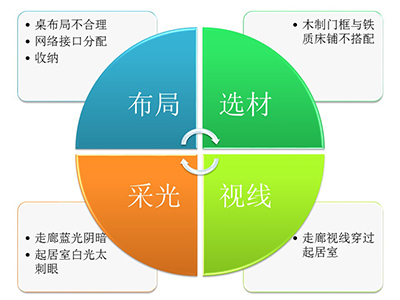 • 桌布局不合理
• 网络接口分配
• 收纳
• 木制门框与铁
质床铺不搭配
布局
选材
采光
视线
• 走廊蓝光阴暗
• 起居室白光太
刺眼
• 走廊视线穿过
起居室